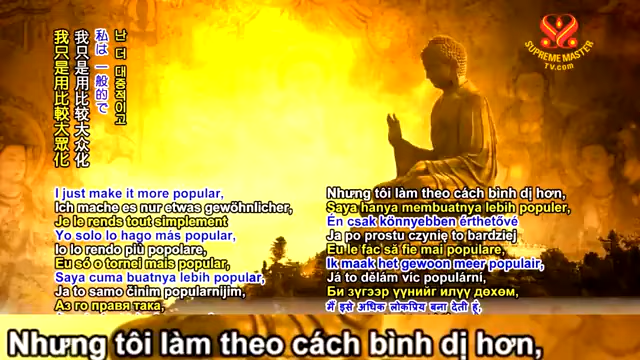 난 더 대중적이고
私は 一般的で
我只是用比較大众化
我只是用比較大眾化
SUPREME MASTER
TV.com
I just make it more popular,
Ich mache es nur etwas gewöhnlicher,
Je le rends tout simplement
Yo solo lo hago más popular,
Io lo rendo più popolare,
Eu só o tornei mais popular,
Saya cuma buatnya lebih popular,
Ja to samo činim popularnijim,
Аз го правя така,
Nhưng tôi làm theo cách bình dị hơn,
Saya hanya membuatnya lebih populer,
Én csak könnyebben érthetővé
Ja po prostu czynię to bardziej
Eu le fac să fie mai populare,
Ik maak het gewoon meer populair,
Já to dělám víc populární,
Би зүгээр үүнийг илүү дөхөм,
मैं इसे अधिक लोकप्रिय बना देती हूं,
Nhưng tôi làm theo cách bình dị hơn,